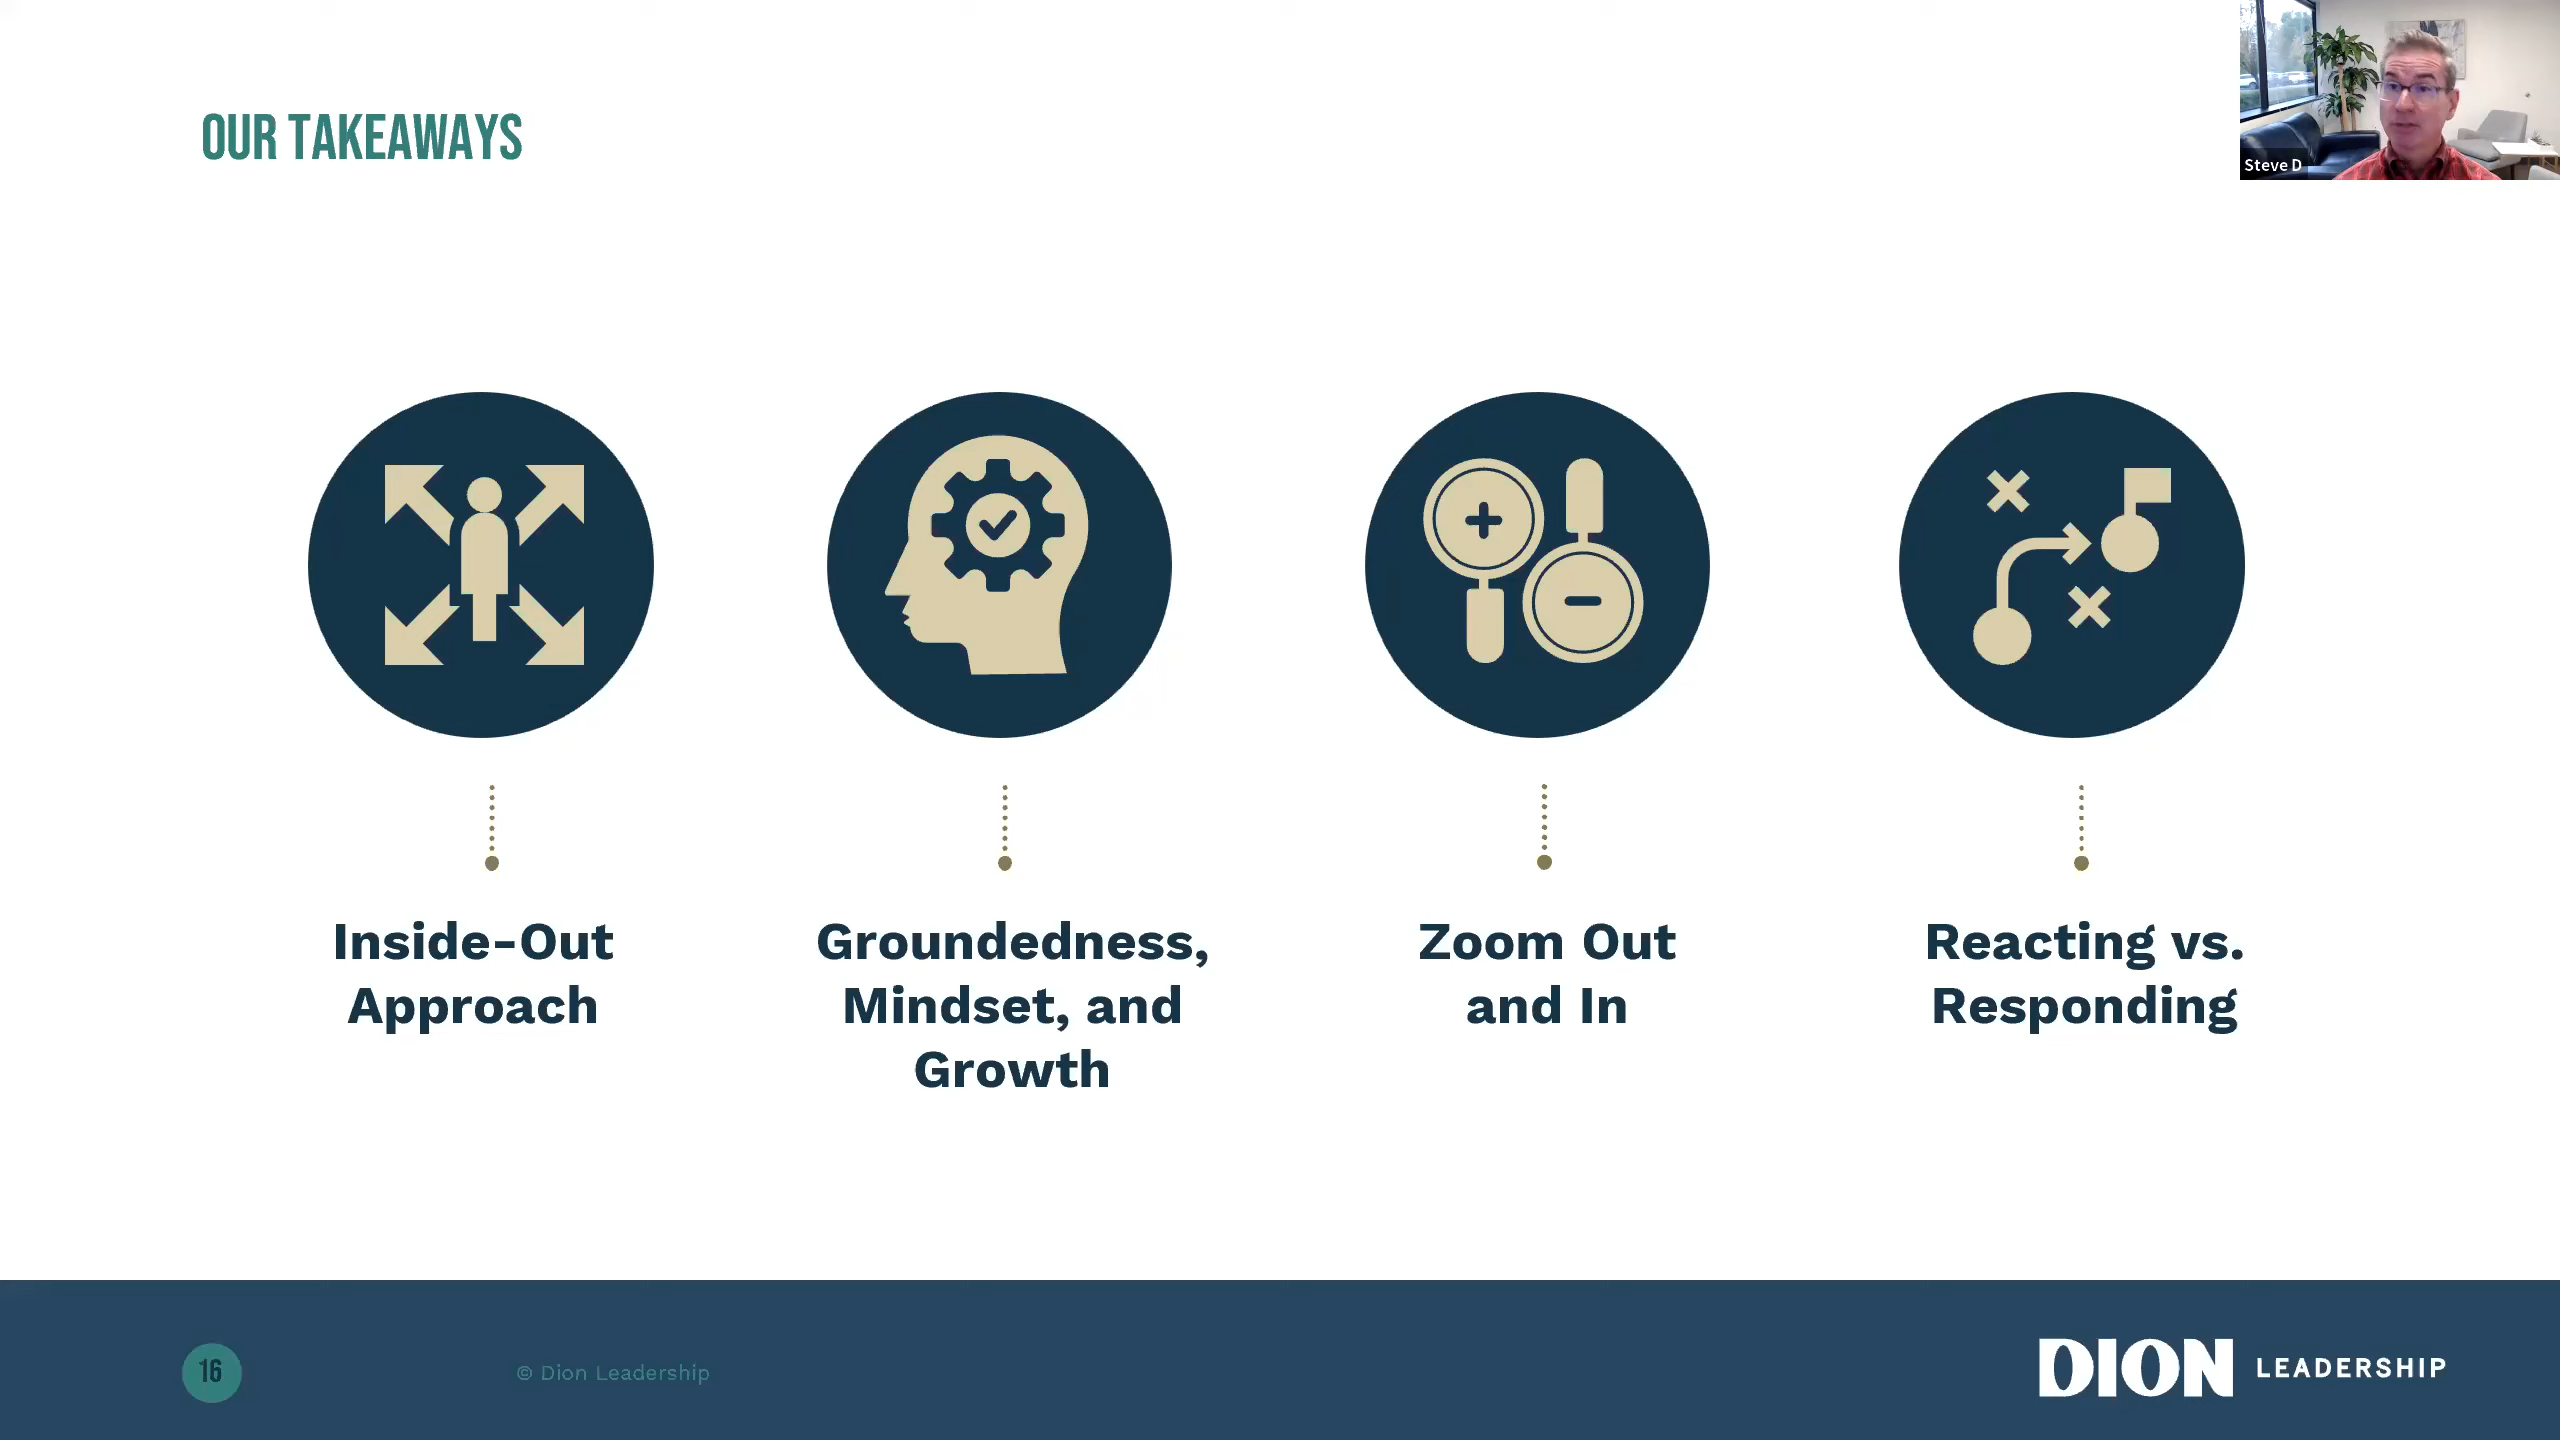 OUR TAKEAWAYS
Steve D
Inside-Out
Approach
Groundedness,
Mindset, and
Growth
Zoom Out
and In
Reacting vs.
Responding
16
© Dion Leadership
DION LEADERSHIP